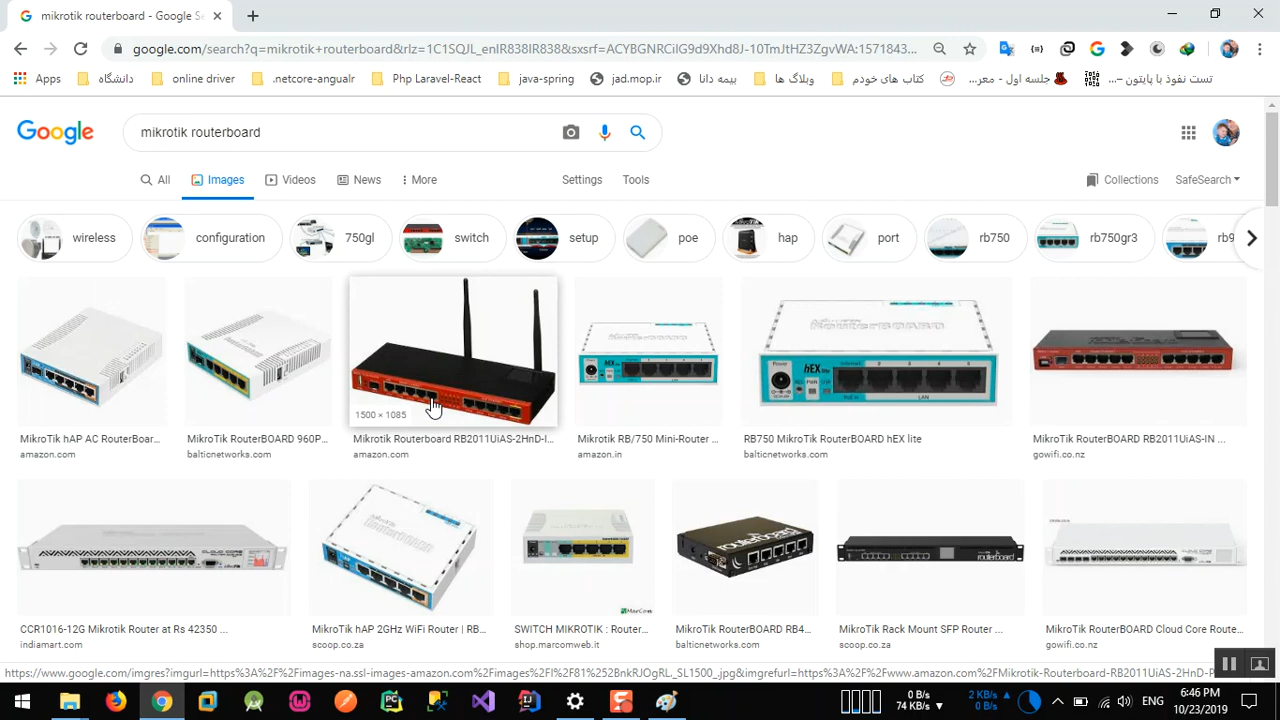 mikrotik routerboard - Google Se
google.com/search?q=mikrotik+routerboard&rlz=1C1SQJL_enIR838IR838&sxsrf=ACYBGNRCiIG9d9Xhd8J-10TmJtHZ3ZgvWA:1571843...
Apps دانشگاه online driver .netcore-angualr Php Laravel-React java-spring jad.mop.ir بیمه دانا وبلاگ ها کتاب های خودم جلسه اول - معر... تست نفوذ با پایتون –...
Google mikrotik routerboard
All Images Videos News More Settings Tools Collections SafeSearch
wireless configuration 750gl switch setup poe hap port rb750 rb750gr3 rb9
1500 × 1085
MikroTik hAP AC RouterBoar... MikroTik RouterBOARD 960P... Mikrotik Routerboard RB2011UiAS-2HnD-I... Mikrotik RB/750 Mini-Router ... RB750 MikroTik RouterBOARD hEX lite MikroTik RouterBOARD RB2011UiAS-IN ...
amazon.com balticnetworks.com amazon.com amazon.in balticnetworks.com gowifi.co.nz
CCR1016-12G Mikrotik Router at Rs 42350 ... MikroTik hAP 2GHz WiFi Router | RB... SWITCH MIKROTIK : Router... MikroTik RouterBOARD RB4... MikroTik Rack Mount SFP Router ... MikroTik RouterBOARD Cloud Core Route...
indiamart.com scoop.co.za shop.marcomweb.it balticnetworks.com scoop.co.za gowifi.co.nz
https://www.google.com/imgres?imgurl=https%3A%2F%2Fimages-na.ssl-images-amazon.com%2Fimages%2FI%2F81%2BnkRJOgRL._SL1500_.jpg&imgrefurl=https%3A%2F%2Fwww.amazon.com%2FMikrotik-Routerboard-RB2011UiAS-2HnD-
0 B/s 2 KB/s ENG 6:46 PM
74 KB/s 0 B/s 10/23/2019